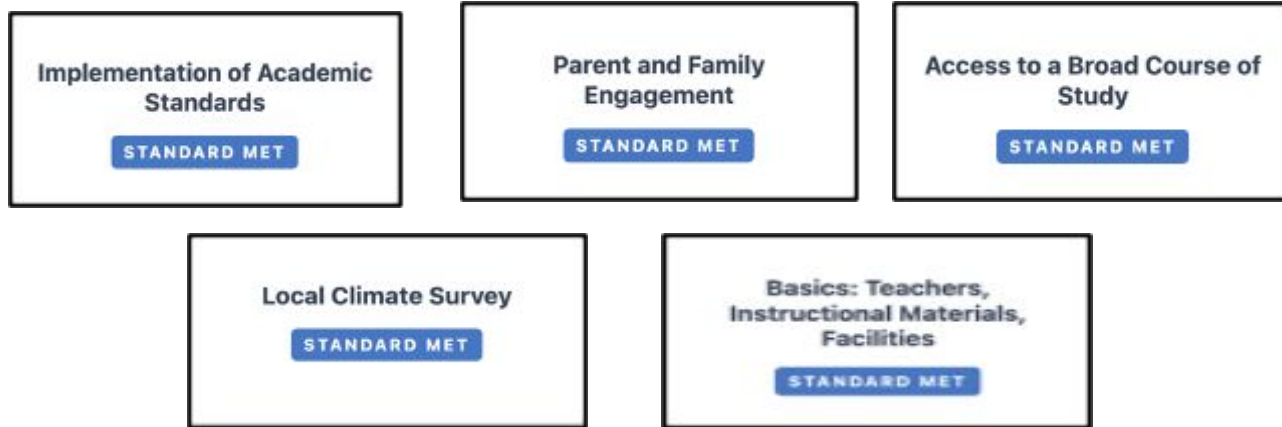 Implementation of Academic
Standards
STANDARD MET
Parent and Family
Engagement
STANDARD MET
Access to a Broad Course of
Study
STANDARD MET
Local Climate Survey
STANDARD MET
Basics: Teachers,
Instructional Materials,
Facilities
STANDARD MET